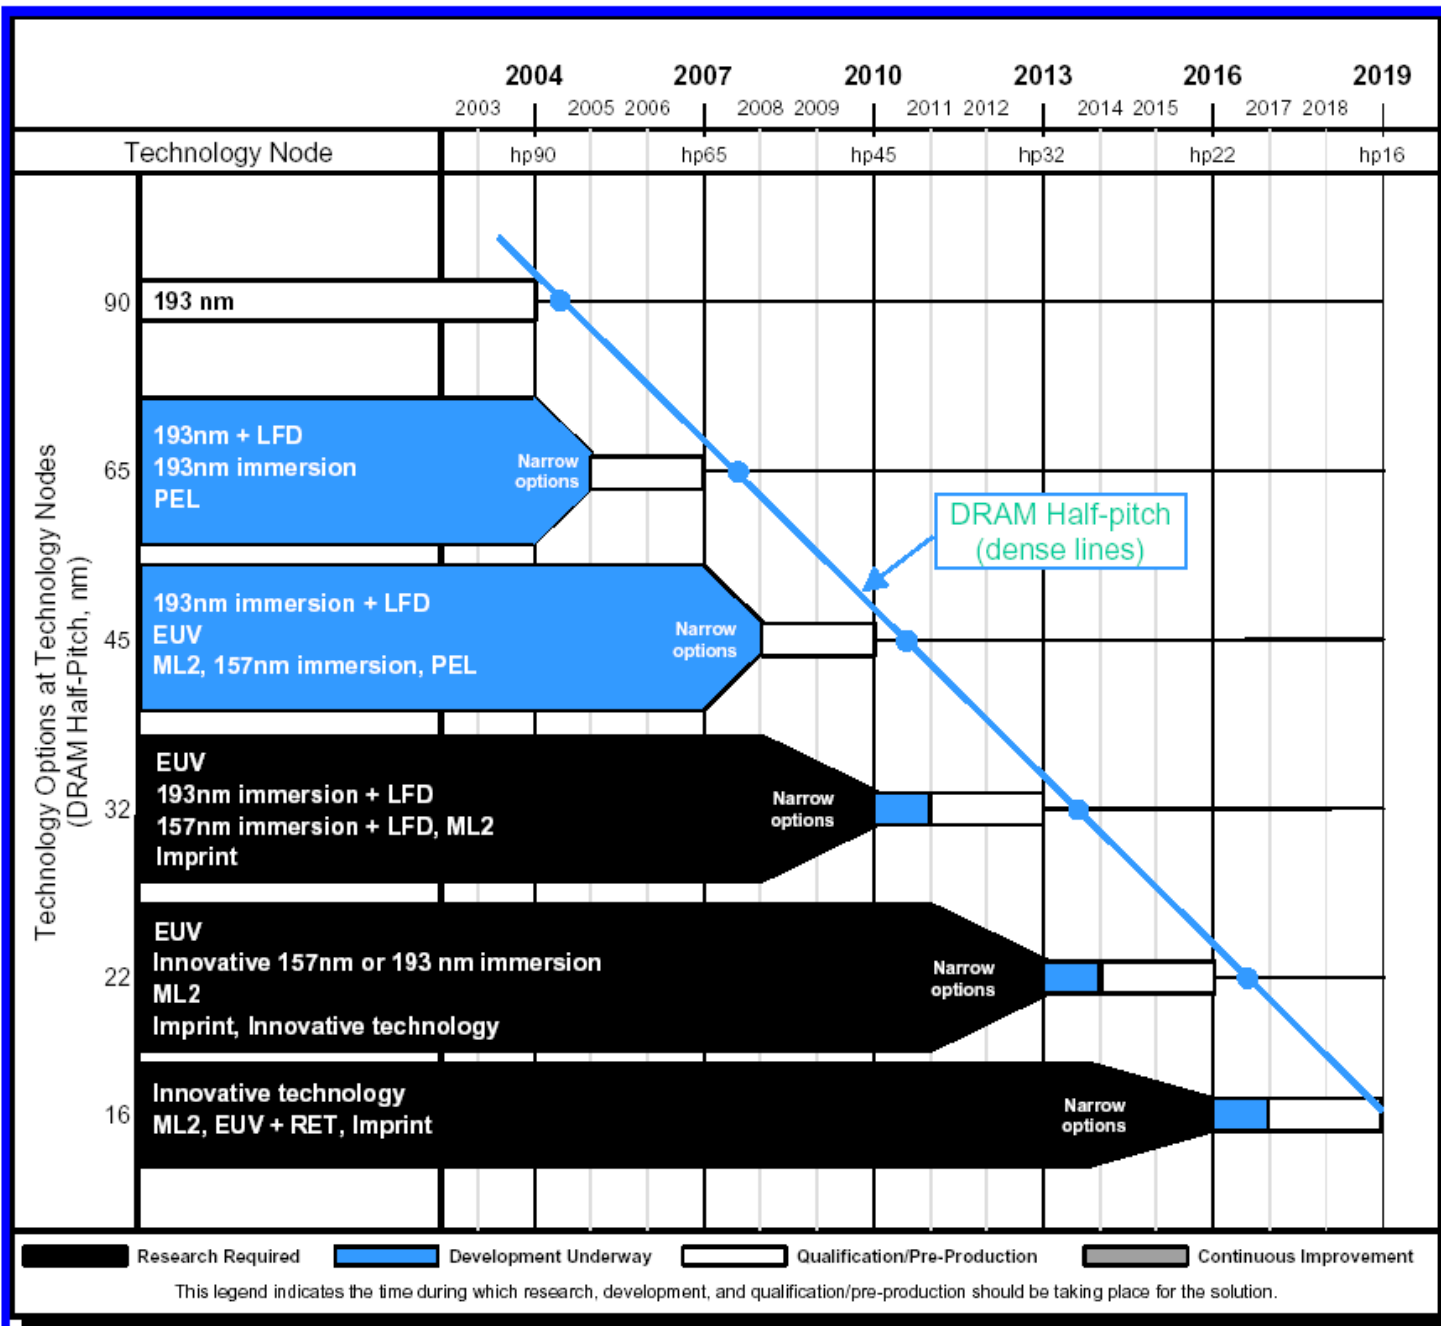 2004 2007 2010 2013 2016 2019
2003 2005 2006 2008 2009 2011 2012 2014 2015 2017 2018
Technology Node hp90 hp65 hp45 hp32 hp22 hp16
Technology Options at Technology Nodes
(DRAM Half-Pitch, nm)
90
193 nm
65
193nm + LFD
193nm immersion
PEL
Narrow
options
DRAM Half-pitch
(dense lines)
45
193nm immersion + LFD
EUV
ML2, 157nm immersion, PEL
Narrow
options
32
EUV
193nm immersion + LFD
157nm immersion + LFD, ML2
Imprint
Narrow
options
22
EUV
Innovative 157nm or 193 nm immersion
ML2
Imprint, Innovative technology
Narrow
options
16
Innovative technology
ML2, EUV + RET, Imprint
Narrow
options
Research Required Development Underway Qualification/Pre-Production Continuous Improvement
This legend indicates the time during which research, development, and qualification/pre-production should be taking place for the solution.